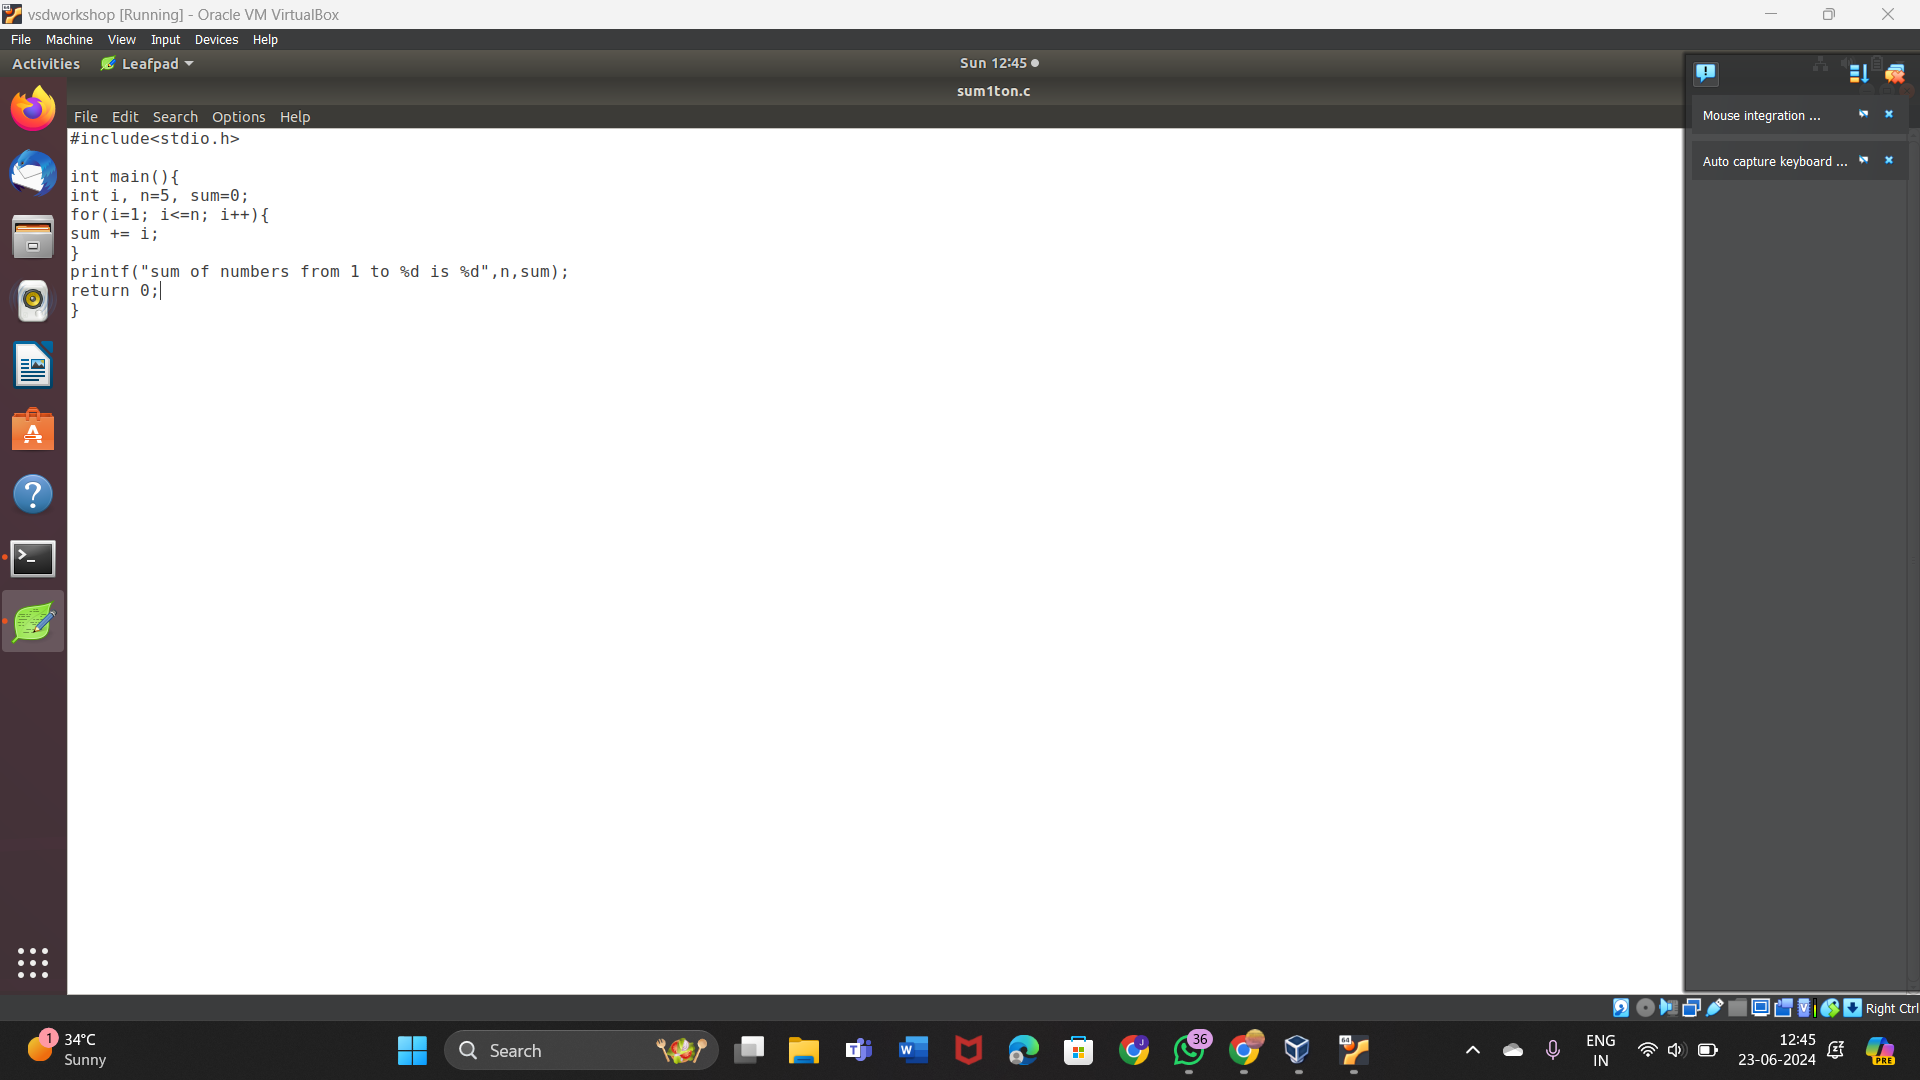 vsdworkshop [Running] - Oracle VM VirtualBox
File Machine View Input Devices Help
Activities Leafpad Sun 12:45
sum1ton.c
File Edit Search Options Help
#include<stdio.h>
int main(){
int i, n=5, sum=0;
for(i=1; i<=n; i++){
sum += i;
}
printf("sum of numbers from 1 to %d is %d",n,sum);
return 0;
}
Mouse integration ...
Auto capture keyboard ...
Right Ctrl
1
34°C
Sunny
Search
36
ENG
IN
12:45
23-06-2024
PRE